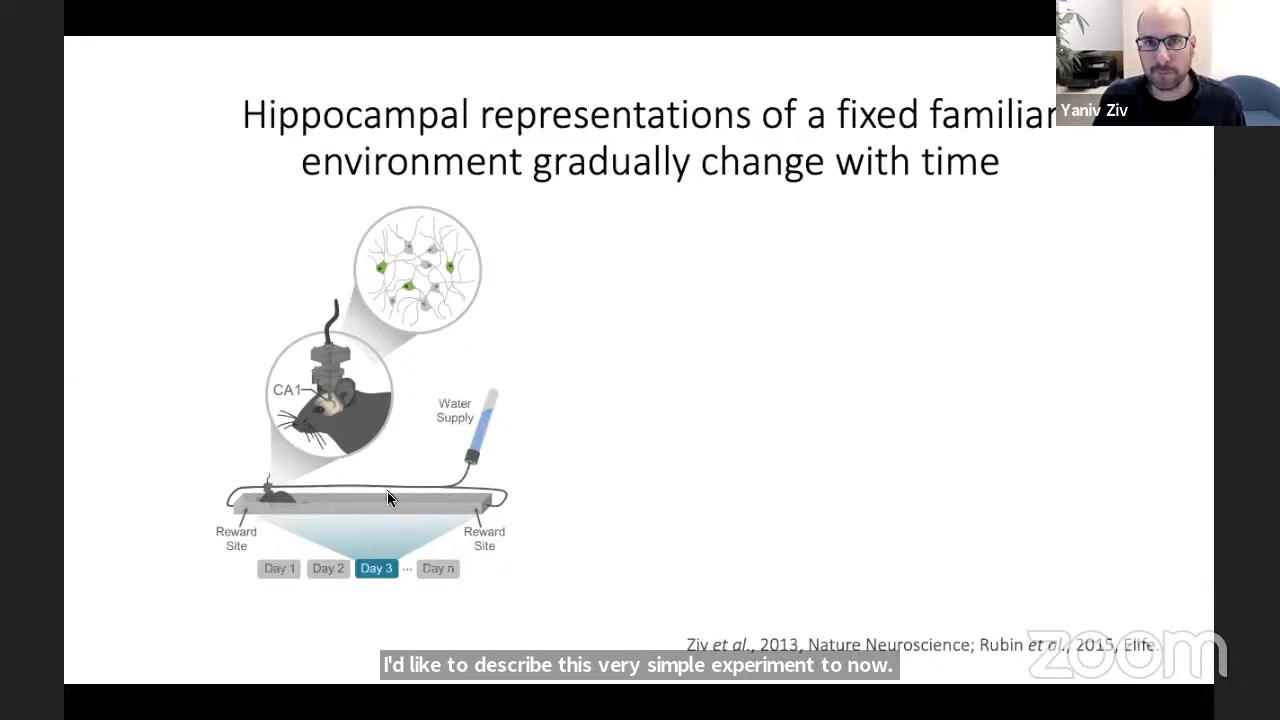 Yaniv Ziv
Hippocampal representations of a fixed familiar
environment gradually change with time
CA1
Water
Supply
Reward
Site
Reward
Site
Day 1
Day 2
Day 3
...
Day n
Ziv et al., 2013, Nature Neuroscience; Rubin et al., 2015, Elife.
zoom
I'd like to describe this very simple experiment to now.